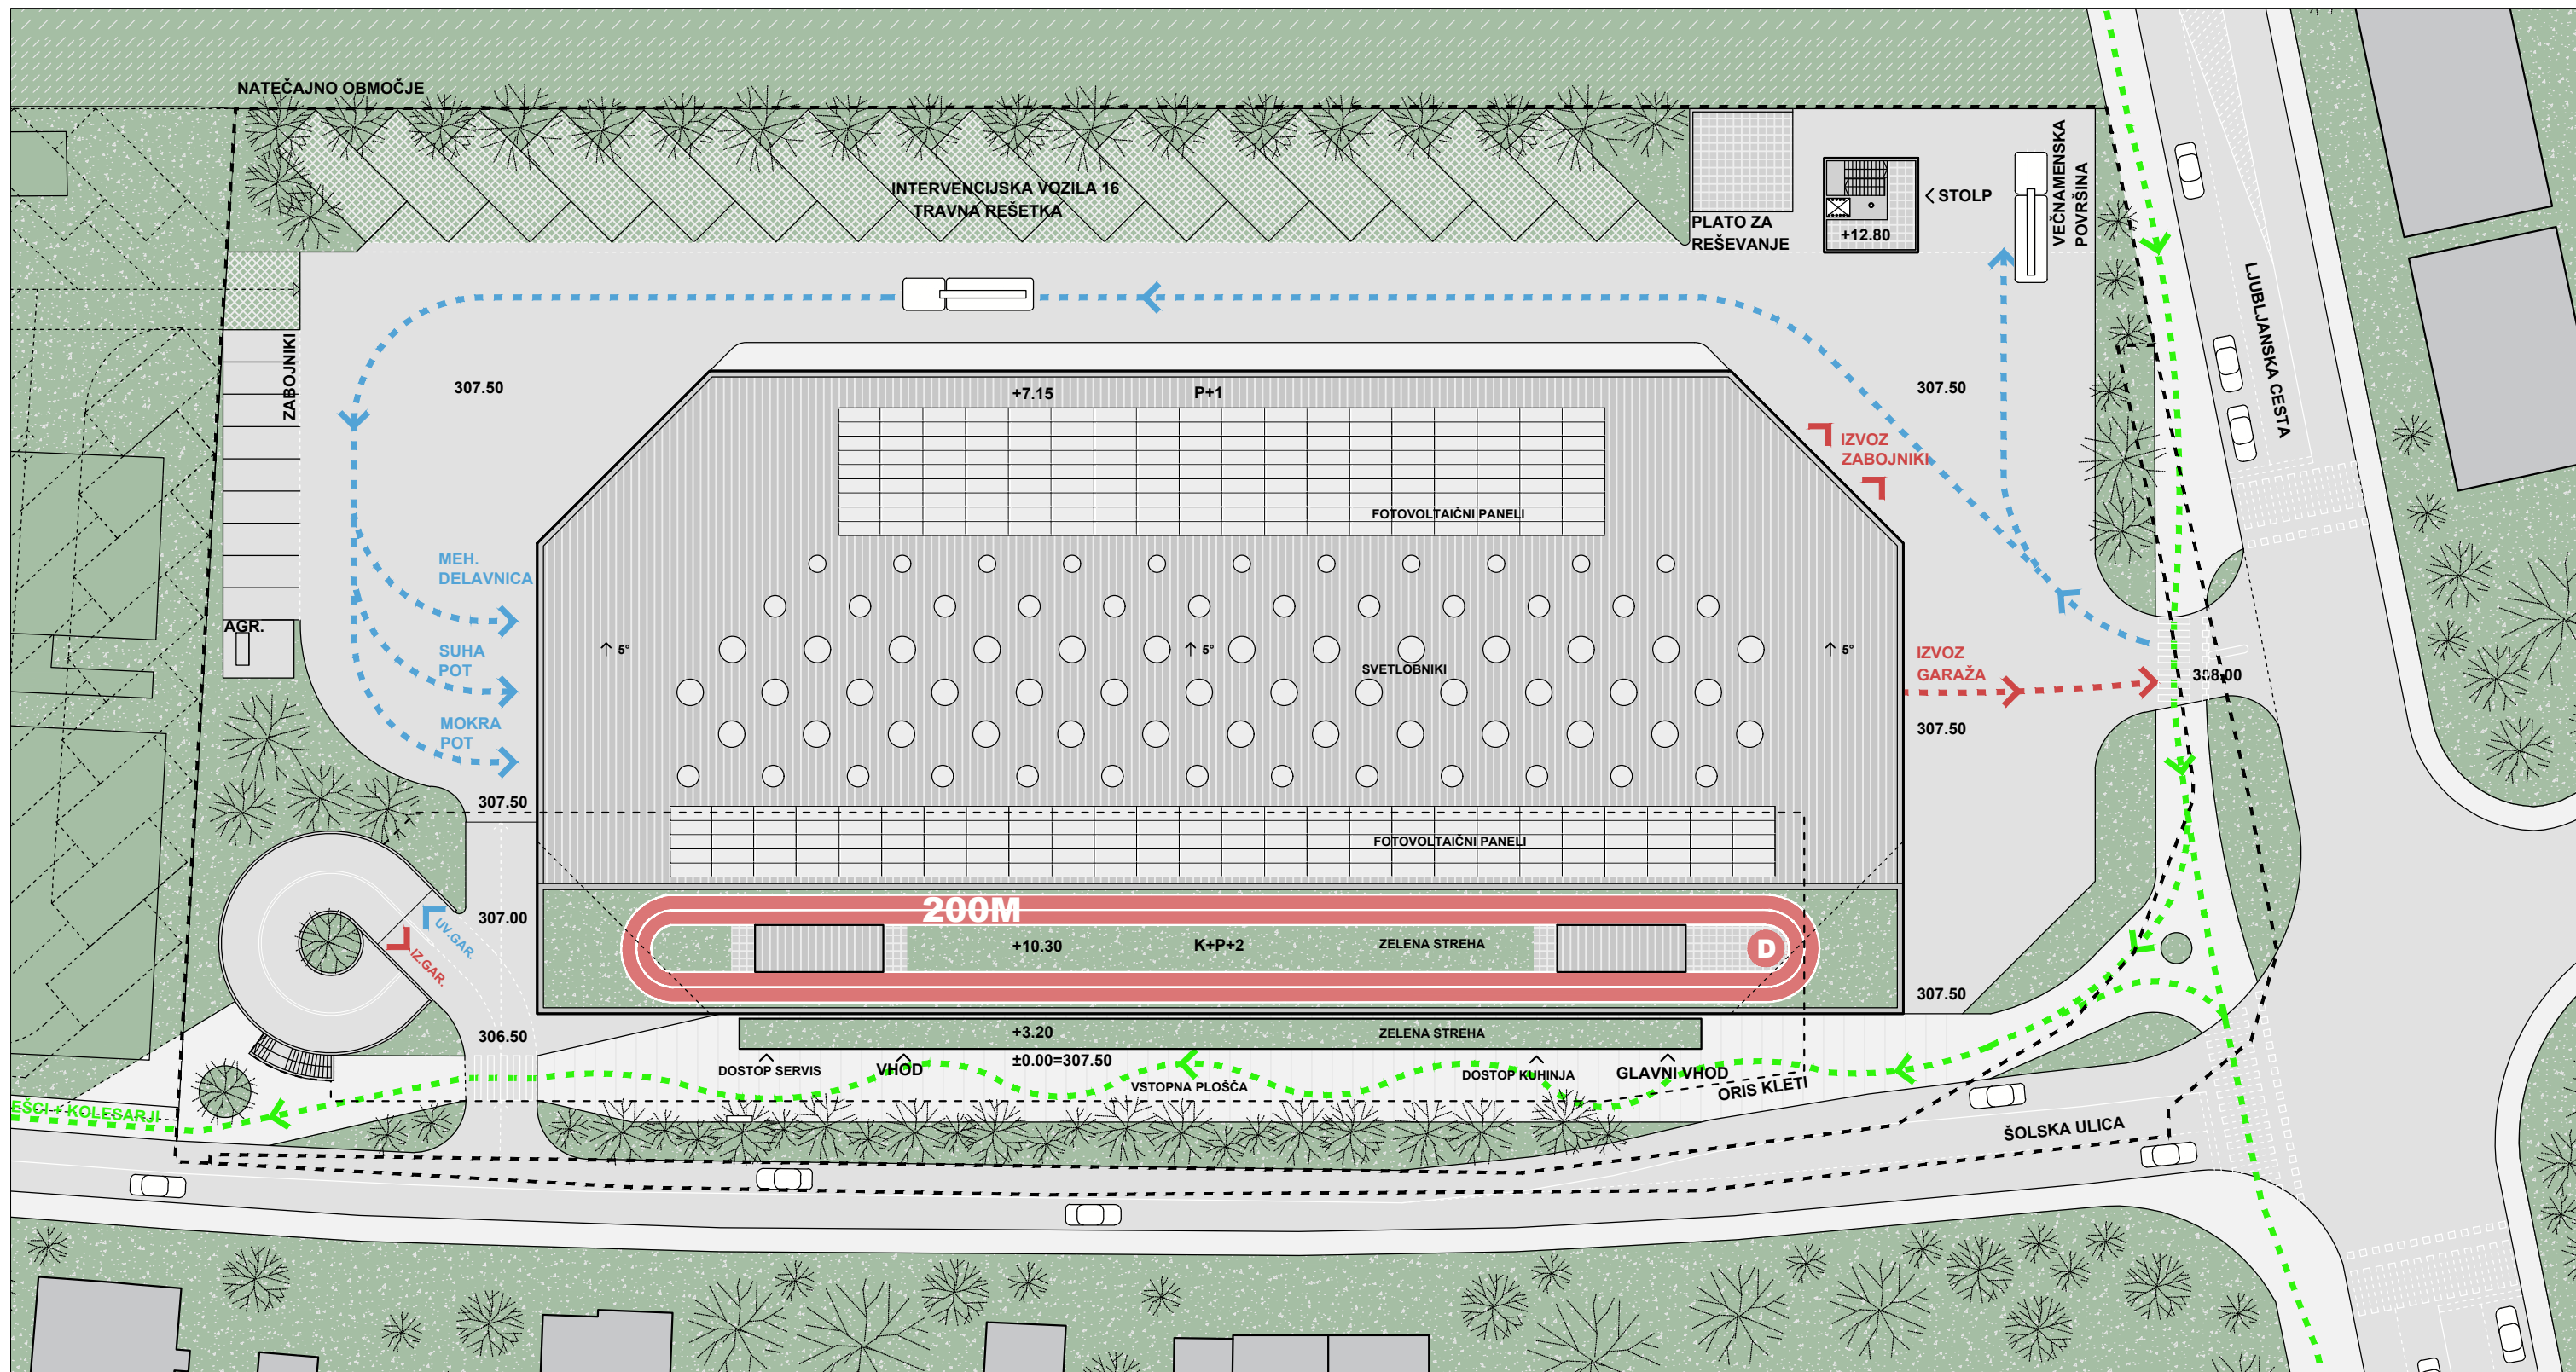 NATEČAJNO OBMOČJE
INTERVENCIJSKA VOZILA 16
TRAVNA REŠETKA
PLATO ZA
REŠEVANJE
STOLP
+12.80
VEČNAMENSKA
POVRŠINA
LJUBLJANSKA CESTA
ZABOJNIKI
307.50
+7.15
P+1
307.50
IZVOZ
ZABOJNIKI
FOTOVOLTAIČNI PANELI
MEH.
DELAVNICA
AGR.
SUHA
POT
5°
5°
5°
SVETLOBNIKI
IZVOZ
GARAŽA
308.00
307.50
MOKRA
POT
307.50
FOTOVOLTAIČNI PANELI
200M
307.00
UV.GAR.
IZ.GAR.
+10.30
K+P+2
ZELENA STREHA
D
307.50
306.50
+3.20
ZELENA STREHA
±0.00=307.50
DOSTOP SERVIS
VHOD
VSTOPNA PLOŠČA
DOSTOP KUHINJA
GLAVNI VHOD
ORIS KLETI
EŠCI + KOLESARJI
ŠOLSKA ULICA